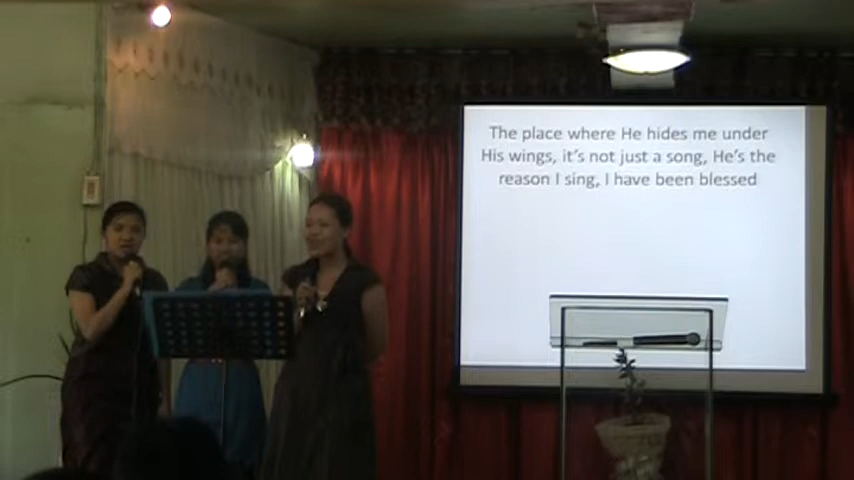 The place where He hides me under
His wings, it's not just a song, He's the
reason I sing, I have been blessed